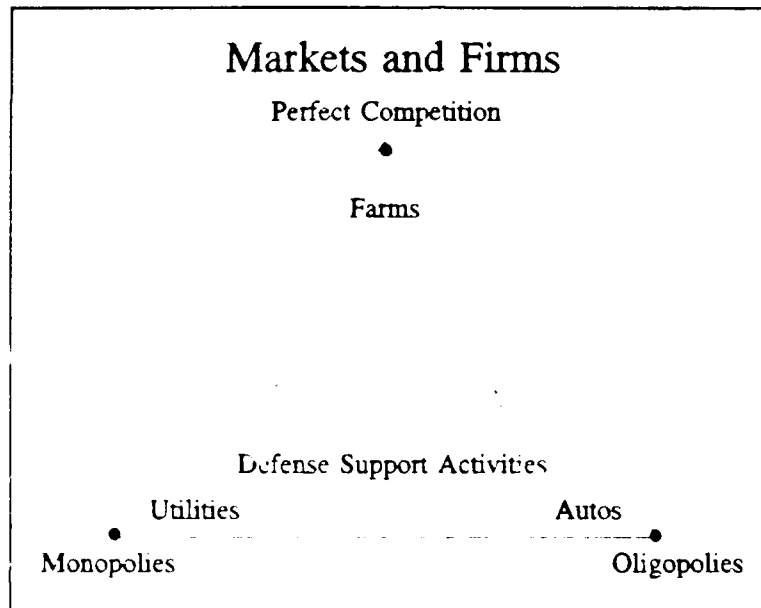 Markets and Firms
Perfect Competition
Farms
Defense Support Activities
Utilities Autos
Monopolies Oligopolies